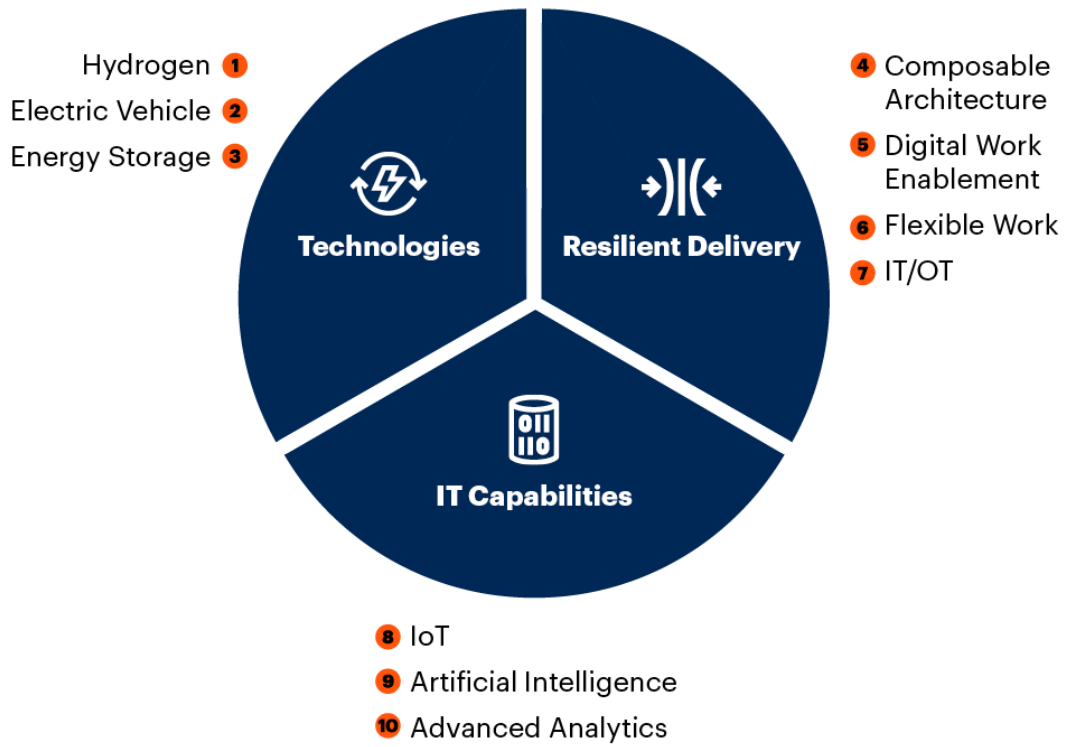 Hydrogen 1
Electric Vehicle 2
Energy Storage 3
Technologies
4 Composable
Architecture
5 Digital Work
Enablement
6 Flexible Work
7 IT/OT
Resilient Delivery
011
110
IT Capabilities
8 IoT
9 Artificial Intelligence
10 Advanced Analytics